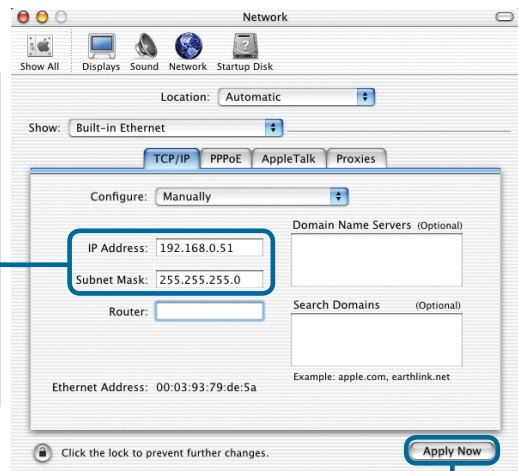 Network
Show All Displays Sound Network Startup Disk
Location: Automatic
Show: Built-in Ethernet
TCP/IP PPPoE AppleTalk Proxies
Configure: Manually
Domain Name Servers (Optional)
IP Address: 192.168.0.51
Subnet Mask: 255.255.255.0
Router:
Search Domains (Optional)
Example: apple.com, earthlink.net
Ethernet Address: 00:03:93:79:de:5a
Click the lock to prevent further changes.
Apply Now